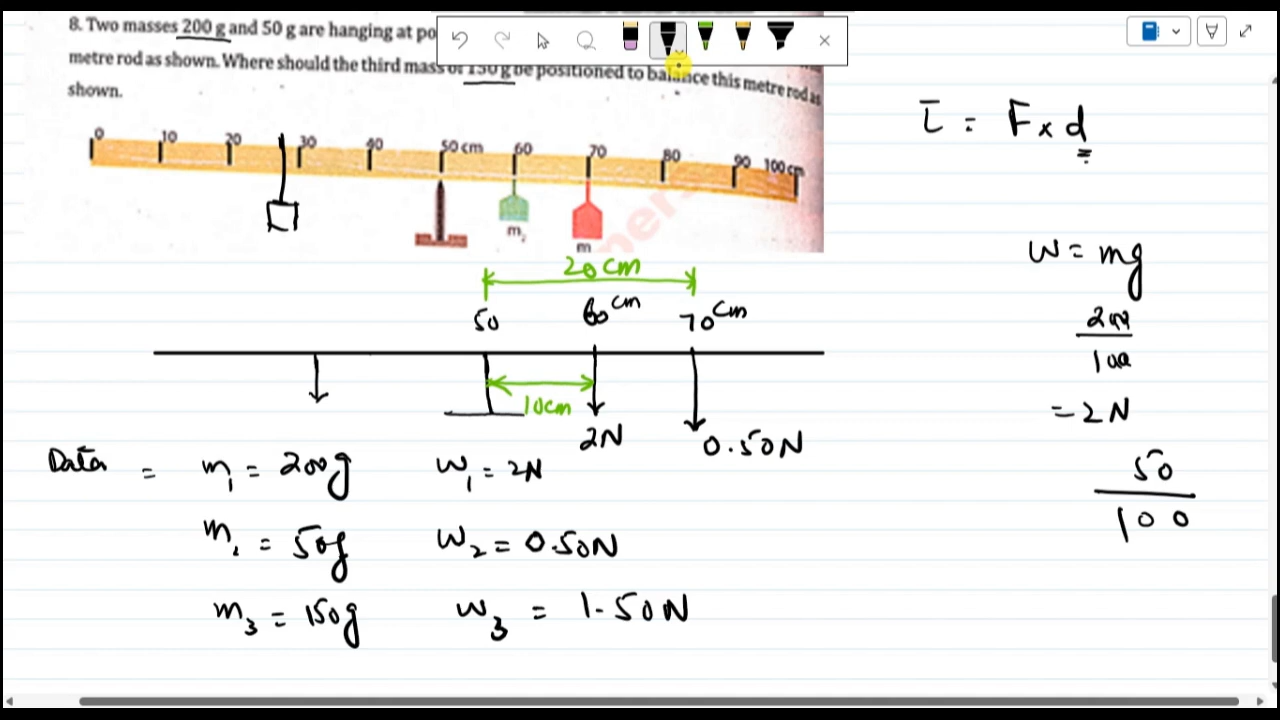 8. Two masses 200 g and 50 g are hanging at po
metre rod as shown. Where should the third mass of 150 g be positioned to balance this metre rod as
shown.
0 10 20 30 40 50 cm 60 70 80 90 100 cm
m
τ = F x d
W = mg
200
100
= 2N
50
100
20 cm
50 60 cm 70 cm
10cm
2N 0.50N
Data = m1 = 200g W1 = 2N
m2 = 50g W2 = 0.50N
m3 = 150g W3 = 1.50N